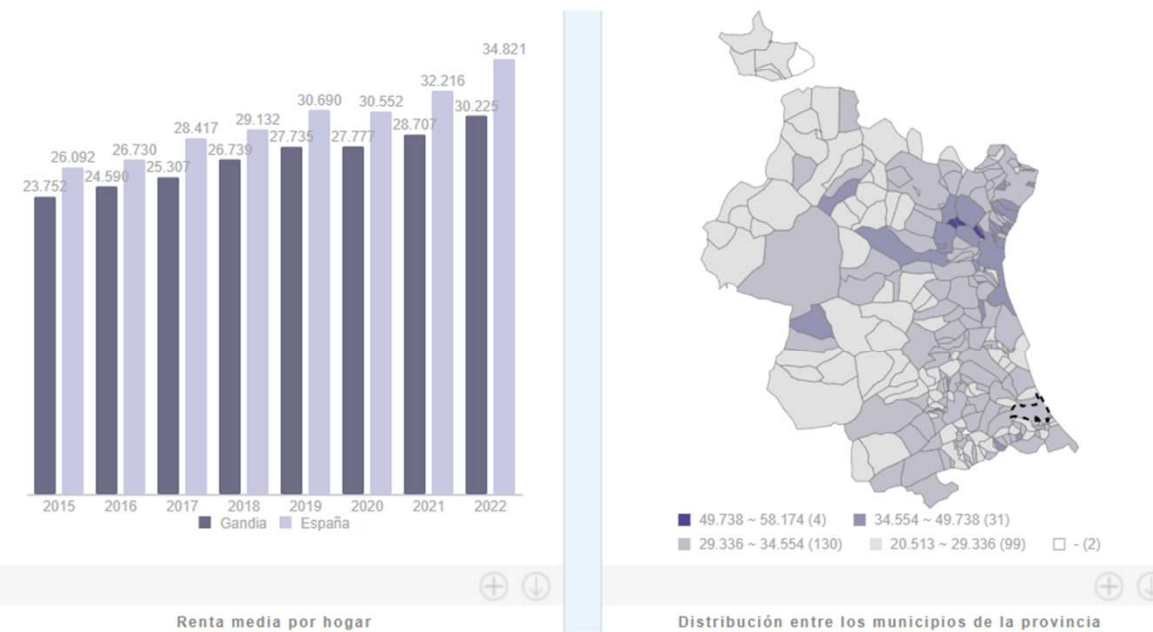 34.821
32.216
30.690
30.552
30.225
29.132
28.417
28.707
27.735
27.777
26.730
26.739
26.092
25.307
24.590
23.752
2015 2016 2017 2018 2019 2020 2021 2022
Gandia España
Renta media por hogar
49.738 ~ 58.174 (4) 34.554 ~ 49.738 (31)
29.336 ~ 34.554 (130) 20.513 ~ 29.336 (99) - (2)
Distribución entre los municipios de la provincia